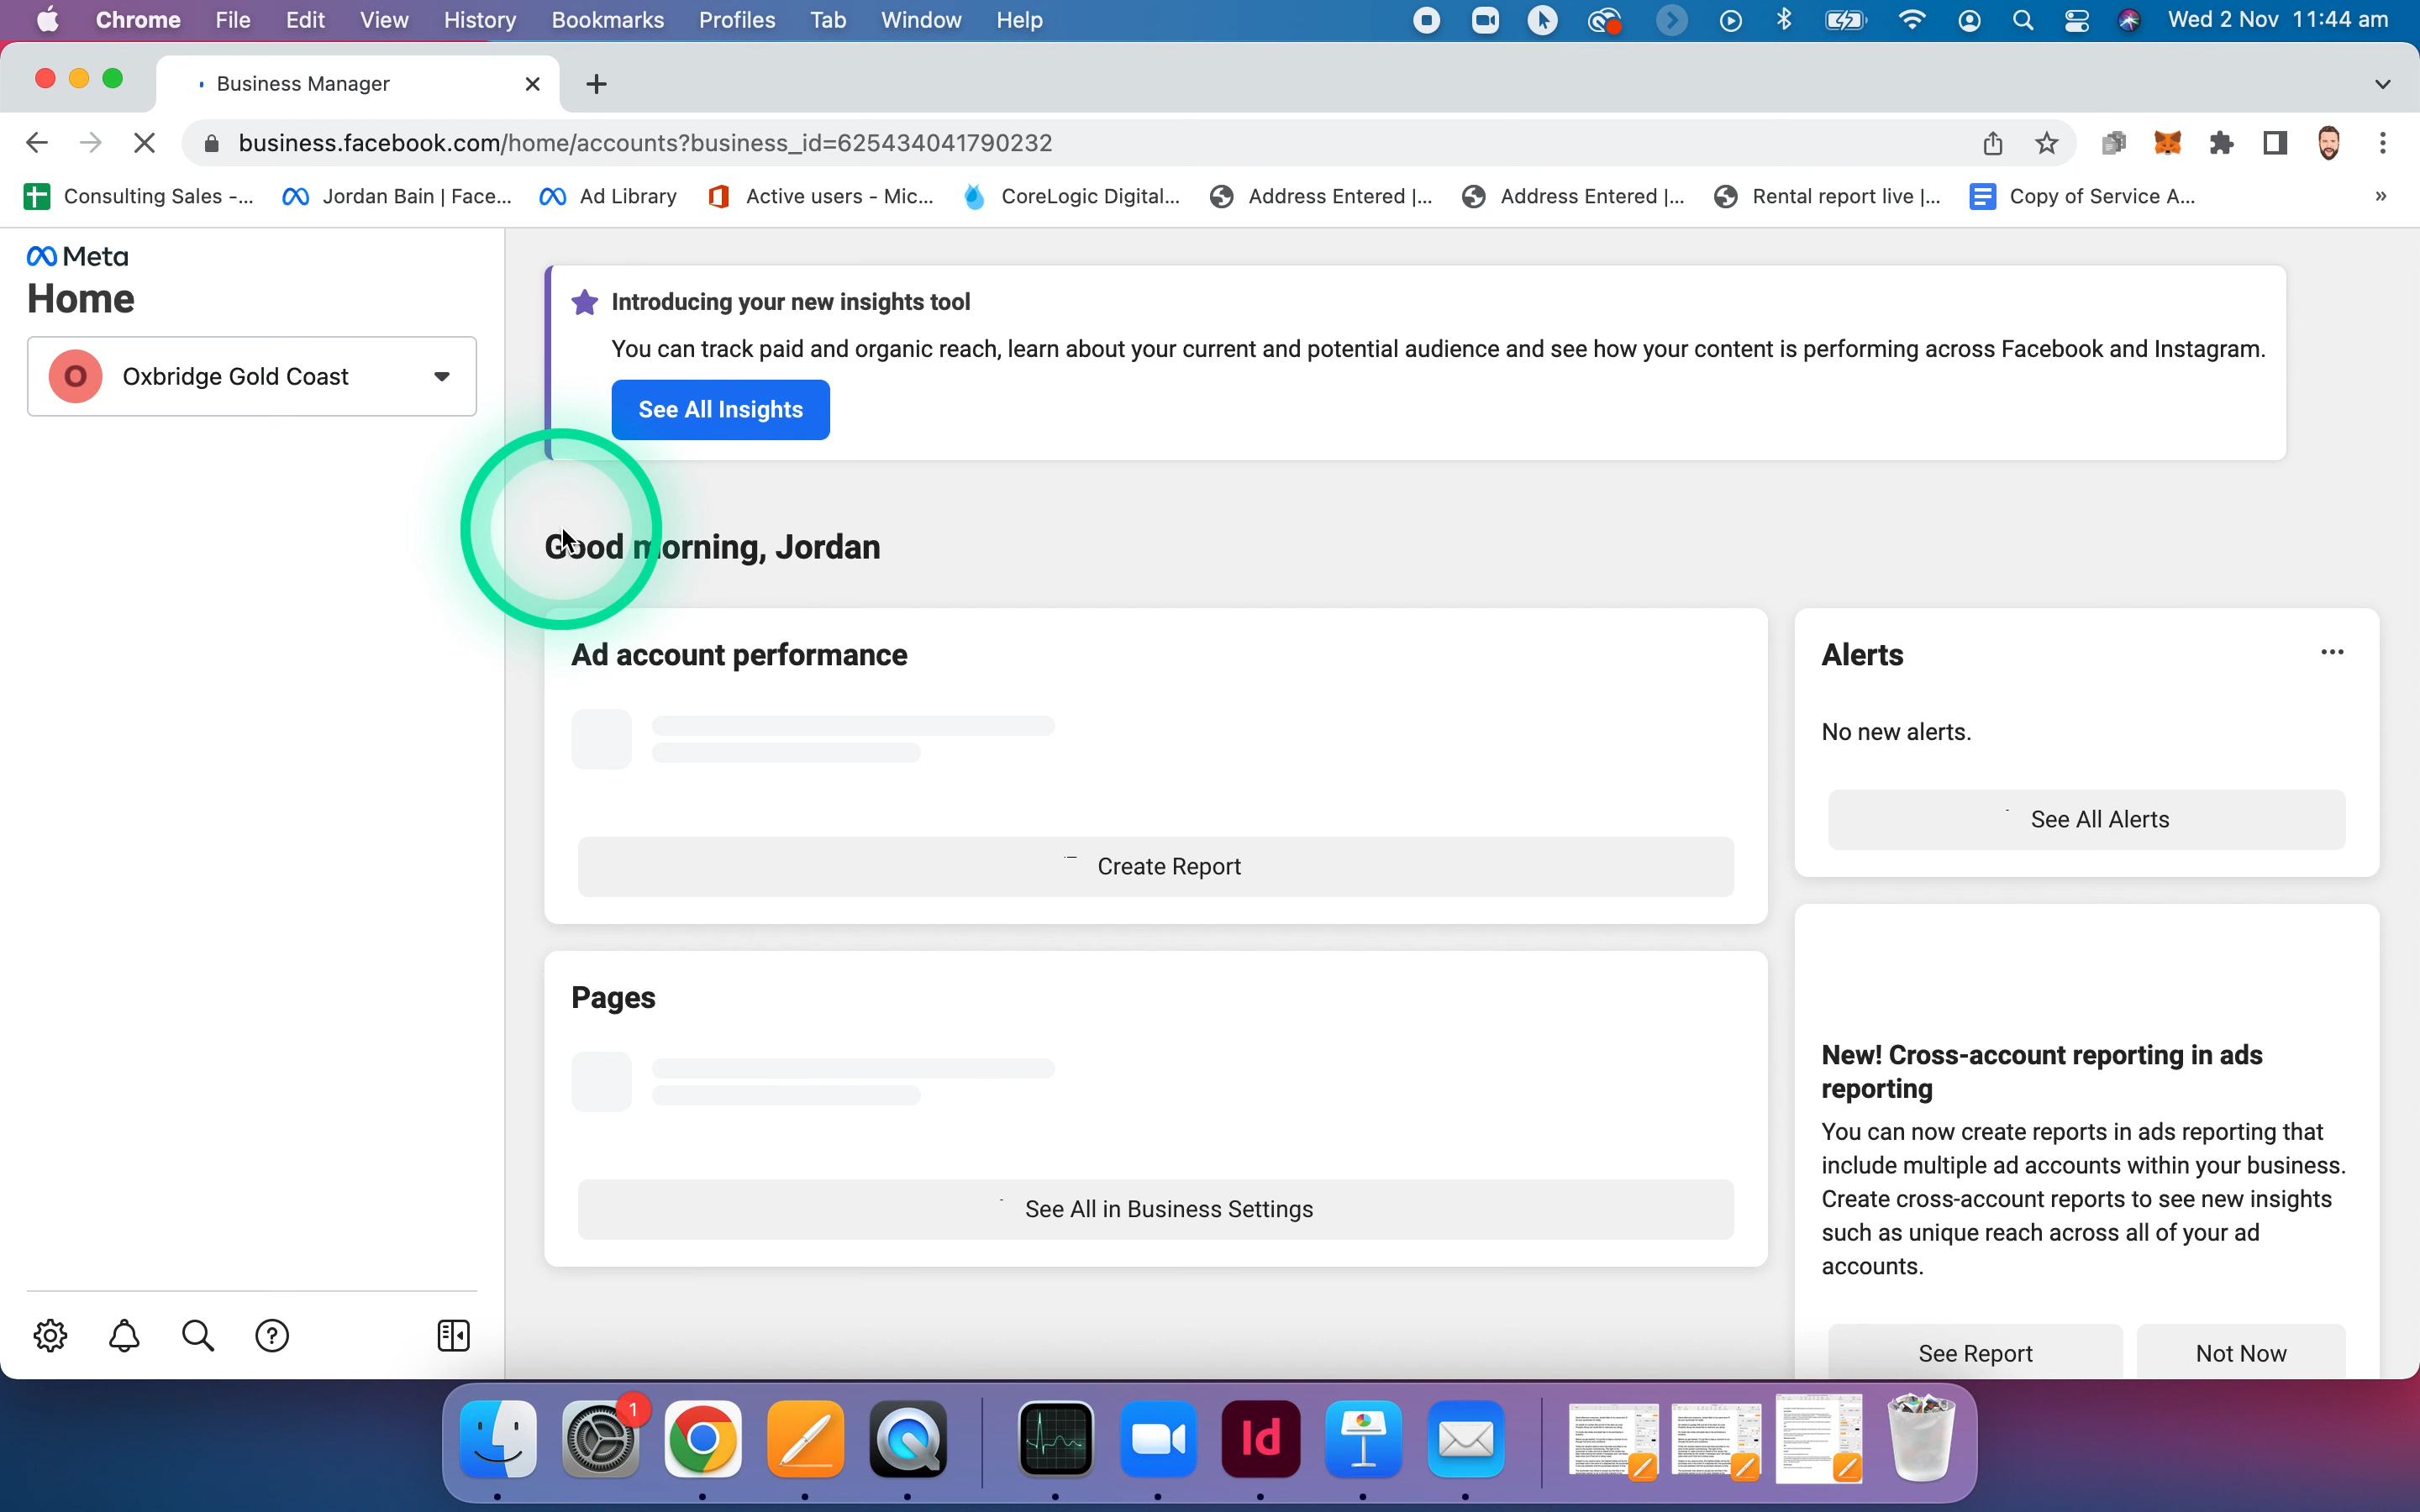 Chrome File Edit View History Bookmarks Profiles Tab Window Help Wed 2 Nov 11:44 am
Business Manager
business.facebook.com/home/accounts?business_id=625434041790232
Consulting Sales -... Jordan Bain | Face... Ad Library Active users - Mic... CoreLogic Digital... Address Entered |... Address Entered |... Rental report live |... Copy of Service A... »
Meta
Home
O Oxbridge Gold Coast
Introducing your new insights tool
You can track paid and organic reach, learn about your current and potential audience and see how your content is performing across Facebook and Instagram.
See All Insights
Good morning, Jordan
Ad account performance
Create Report
Pages
See All in Business Settings
Alerts
No new alerts.
See All Alerts
New! Cross-account reporting in ads
reporting
You can now create reports in ads reporting that
include multiple ad accounts within your business.
Create cross-account reports to see new insights
such as unique reach across all of your ad
accounts.
See Report Not Now
1
Id